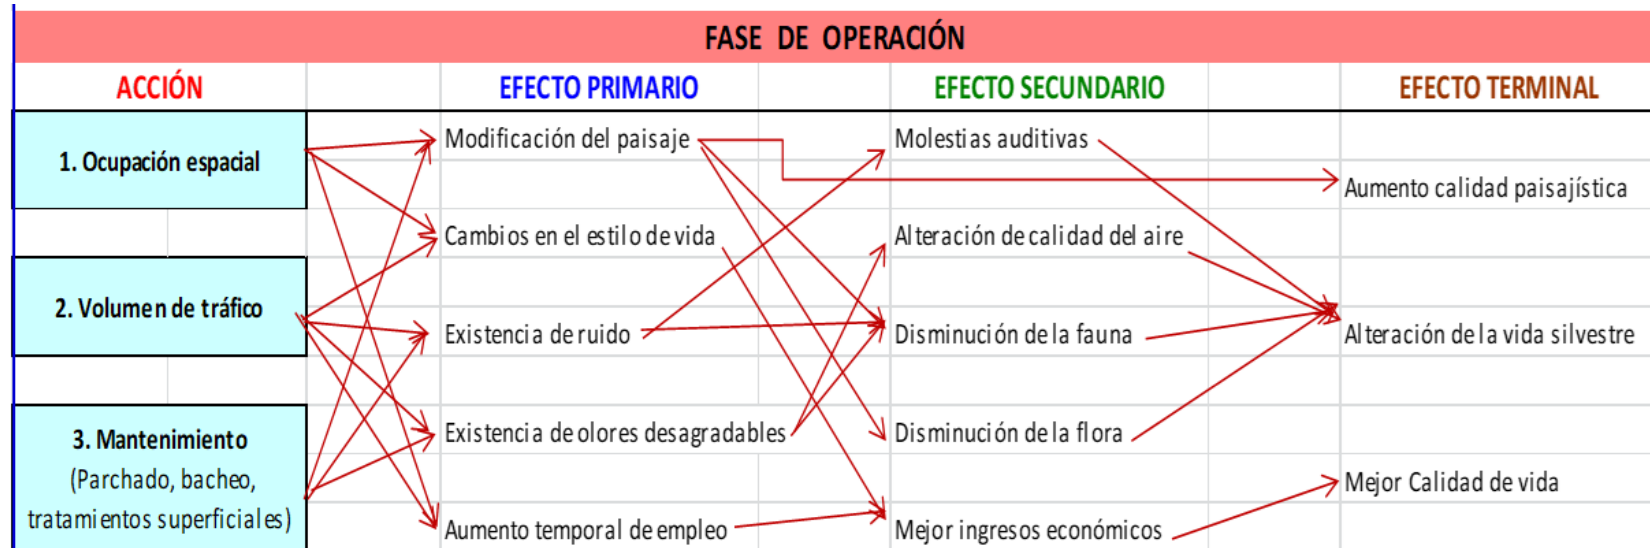 FASE DE OPERACIÓN
ACCIÓN
EFECTO PRIMARIO
EFECTO SECUNDARIO
EFECTO TERMINAL
1. Ocupación espacial
Modificación del paisaje
Molestias auditivas
Aumento calidad paisajística
Cambios en el estilo de vida
Alteración de calidad del aire
2. Volumen de tráfico
Existencia de ruido
Disminución de la fauna
Alteración de la vida silvestre
3. Mantenimiento
(Parchado, bacheo,
tratamientos superficiales)
Existencia de olores desagradables
Disminución de la flora
Mejor Calidad de vida
Aumento temporal de empleo
Mejor ingresos económicos